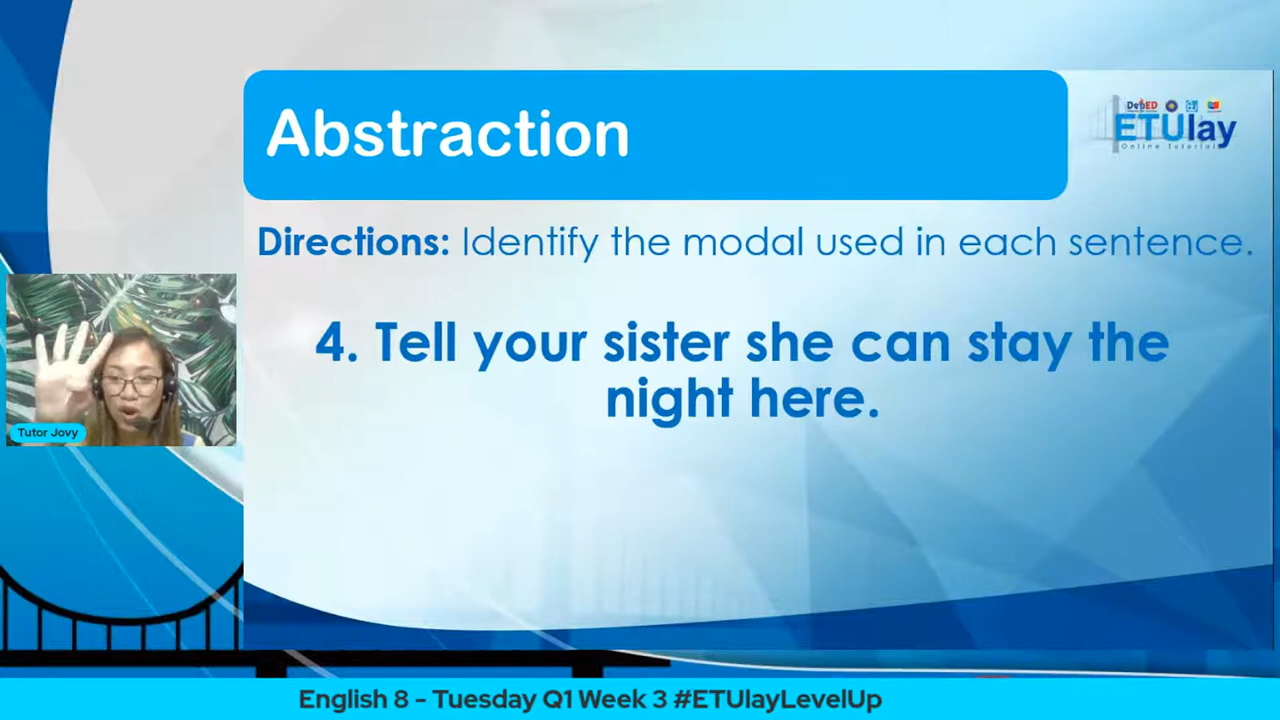 Abstraction
DepED
ETUlay
Online Tutorial
Directions: Identify the modal used in each sentence.
4. Tell your sister she can stay the
night here.
Tutor Jovy
English 8 - Tuesday Q1 Week 3 #ETUlayLevelUp